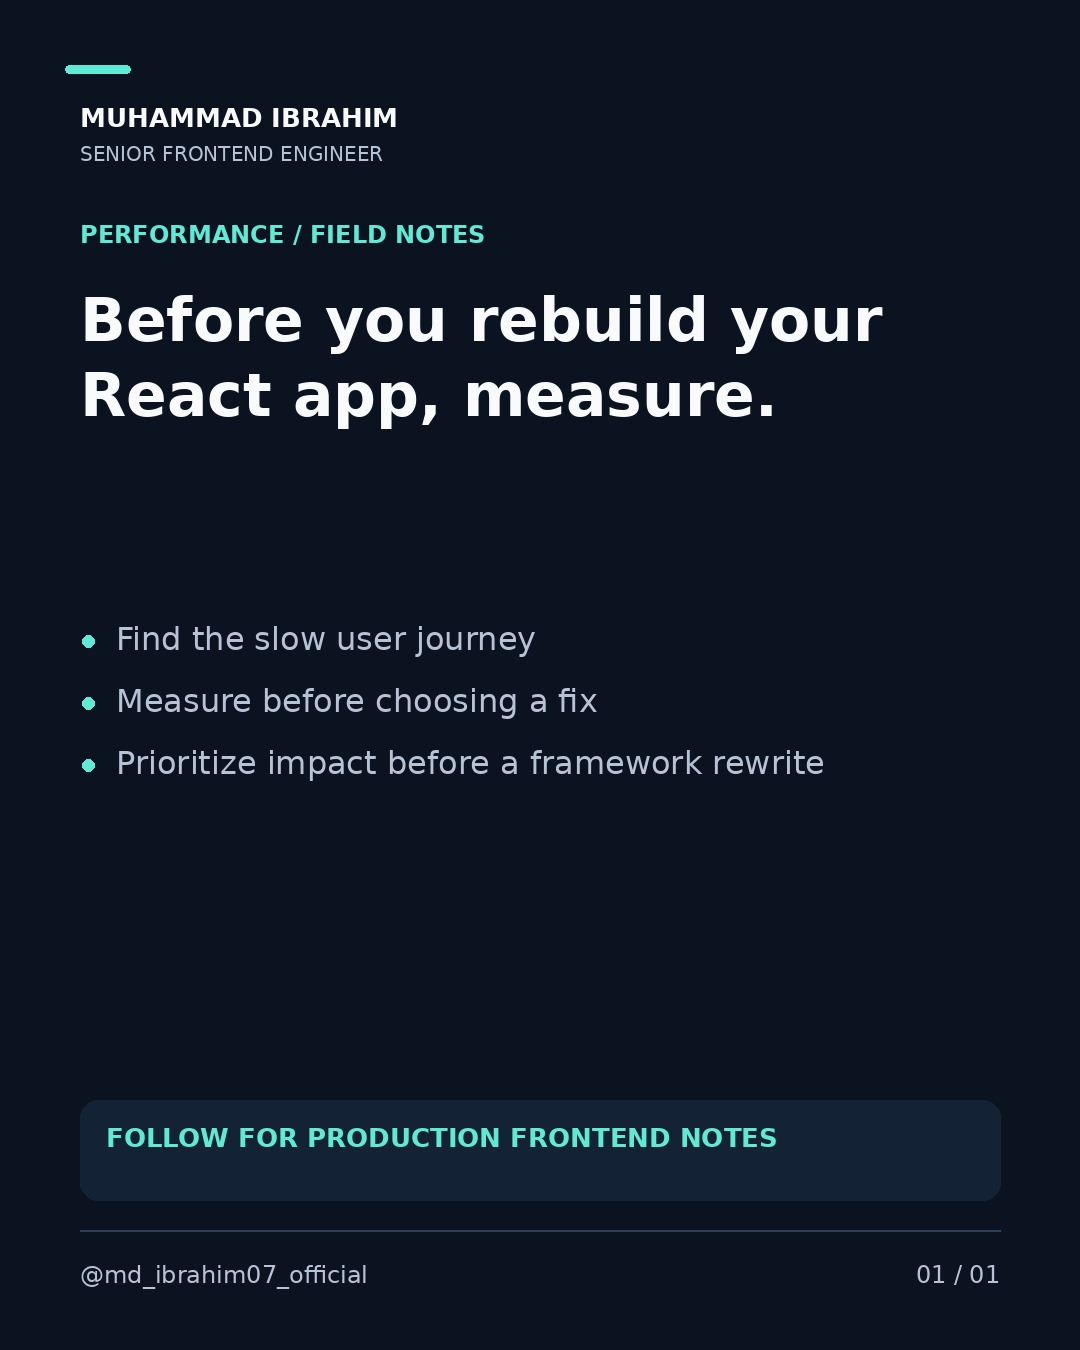 MUHAMMAD IBRAHIM
SENIOR FRONTEND ENGINEER
PERFORMANCE / FIELD NOTES
Before you rebuild your
React app, measure.
Find the slow user journey
Measure before choosing a fix
Prioritize impact before a framework rewrite
FOLLOW FOR PRODUCTION FRONTEND NOTES
@md_ibrahim07_official
01 / 01